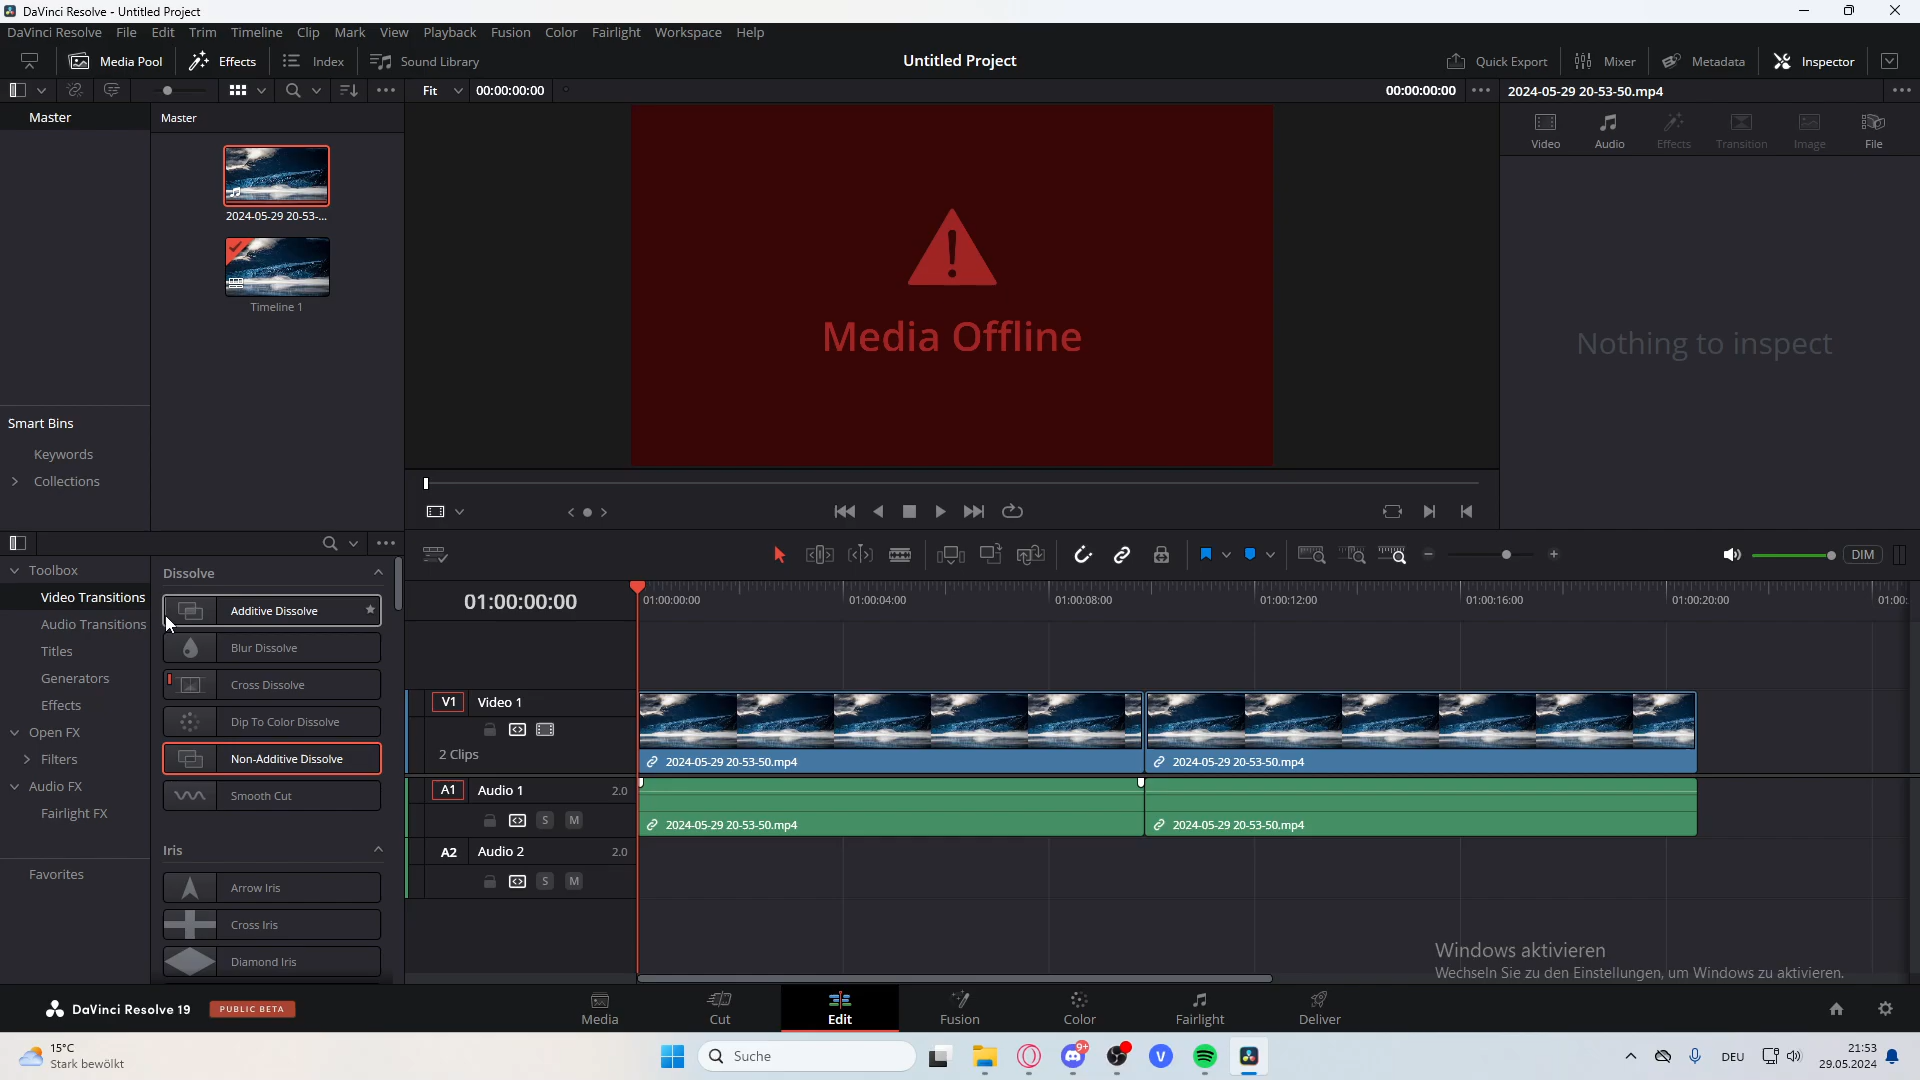 DaVinci Resolve - Untitled Project
DaVinci Resolve File Edit Trim Timeline Clip Mark View Playback Fusion Color Fairlight Workspace Help
Media Pool Effects Index Sound Library Untitled Project Quick Export Mixer Metadata Inspector
Fit 00:00:00:00 00:00:00:00 2024-05-29 20-53-50.mp4
Master Master
Video Audio Effects Transition Image File
2024-05-29 20-53-...
Timeline 1
Media Offline
Nothing to inspect
Smart Bins
Keywords
Collections
Toolbox
Video Transitions
Audio Transitions
Titles
Generators
Effects
Open FX
Filters
Audio FX
Fairlight FX
Favorites
Dissolve
Additive Dissolve
Blur Dissolve
Cross Dissolve
Dip To Color Dissolve
Non-Additive Dissolve
Smooth Cut
Iris
Arrow Iris
Cross Iris
Diamond Iris
DIM
01:00:00:00
01:00:00:00 01:00:04:00 01:00:08:00 01:00:12:00 01:00:16:00 01:00:20:00 01:00:
V1 Video 1
2 Clips
2024-05-29 20-53-50.mp4 2024-05-29 20-53-50.mp4
A1 Audio 1 2.0
S M
2024-05-29 20-53-50.mp4 2024-05-29 20-53-50.mp4
A2 Audio 2 2.0
S M
Windows aktivieren
Wechseln Sie zu den Einstellungen, um Windows zu aktivieren.
DaVinci Resolve 19 PUBLIC BETA
Media Cut Edit Fusion Color Fairlight Deliver
15°C
Stark bewölkt
Suche
9+
V
DEU
21:53
29.05.2024